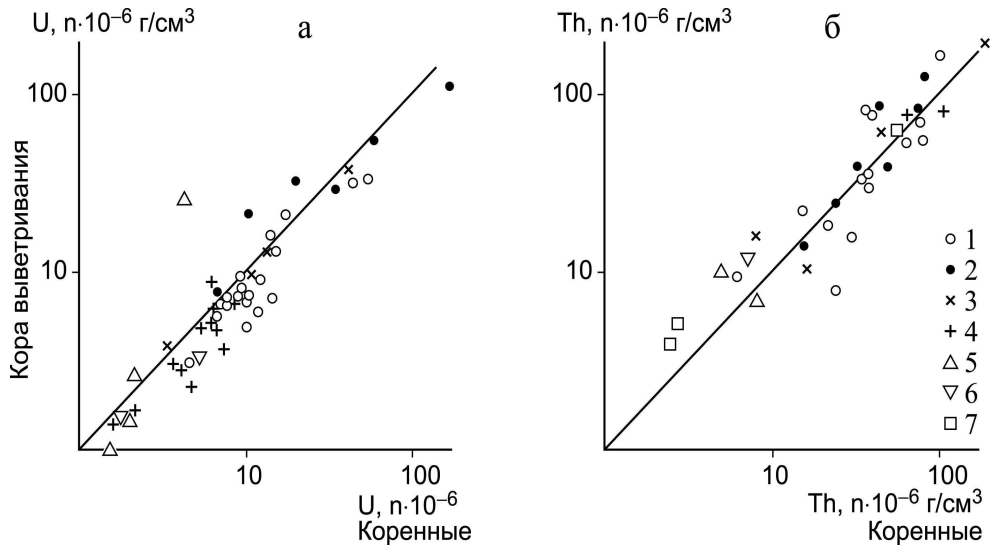 U, n·10⁻⁶ г/см³
а
100
10
Кора выветривания
10
100
U, n·10⁻⁶
Коренные
Th, n·10⁻⁶ г/см³
б
100
10
1
2
3
4
5
6
7
10
100
Th, n·10⁻⁶ г/см³
Коренные